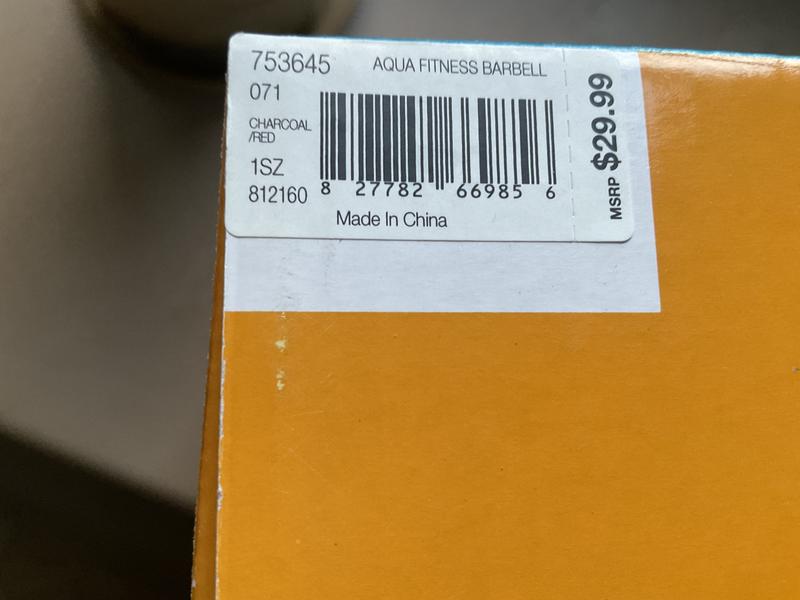 753645 AQUA FITNESS BARBELL
071
CHARCOAL
/RED
1SZ
812160
8 27782 66985 6
Made In China
MSRP $29.99